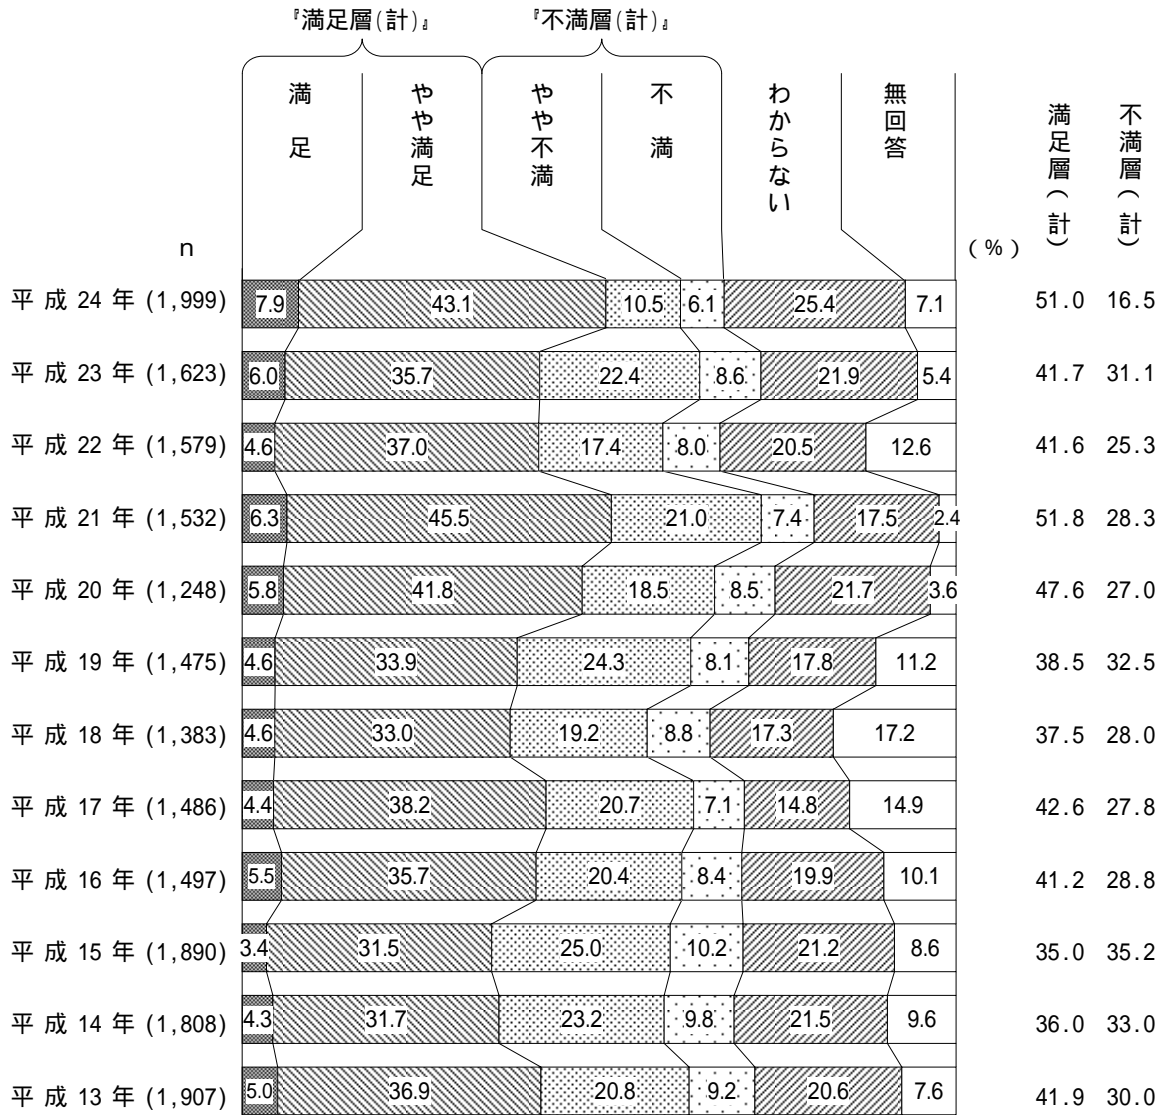 『満足層(計)』 『不満層(計)』
満足 やや満足 やや不満 不満 わからない 無回答 満足層(計) 不満層(計)
n (%)
平成24年(1,999) 7.9 43.1 10.5 6.1 25.4 7.1 51.0 16.5
平成23年(1,623) 6.0 35.7 22.4 8.6 21.9 5.4 41.7 31.1
平成22年(1,579) 4.6 37.0 17.4 8.0 20.5 12.6 41.6 25.3
平成21年(1,532) 6.3 45.5 21.0 7.4 17.5 2.4 51.8 28.3
平成20年(1,248) 5.8 41.8 18.5 8.5 21.7 3.6 47.6 27.0
平成19年(1,475) 4.6 33.9 24.3 8.1 17.8 11.2 38.5 32.5
平成18年(1,383) 4.6 33.0 19.2 8.8 17.3 17.2 37.5 28.0
平成17年(1,486) 4.4 38.2 20.7 7.1 14.8 14.9 42.6 27.8
平成16年(1,497) 5.5 35.7 20.4 8.4 19.9 10.1 41.2 28.8
平成15年(1,890) 3.4 31.5 25.0 10.2 21.2 8.6 35.0 35.2
平成14年(1,808) 4.3 31.7 23.2 9.8 21.5 9.6 36.0 33.0
平成13年(1,907) 5.0 36.9 20.8 9.2 20.6 7.6 41.9 30.0